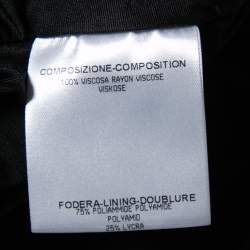 COMPOSIZIONE-COMPOSITION
100% VISCOSA RAYON VISCOSE
VISKOSE
FODERA-LINING-DOUBLURE
75% POLIAMMIDE POLYAMIDE
POLYAMID
25% LYCRA